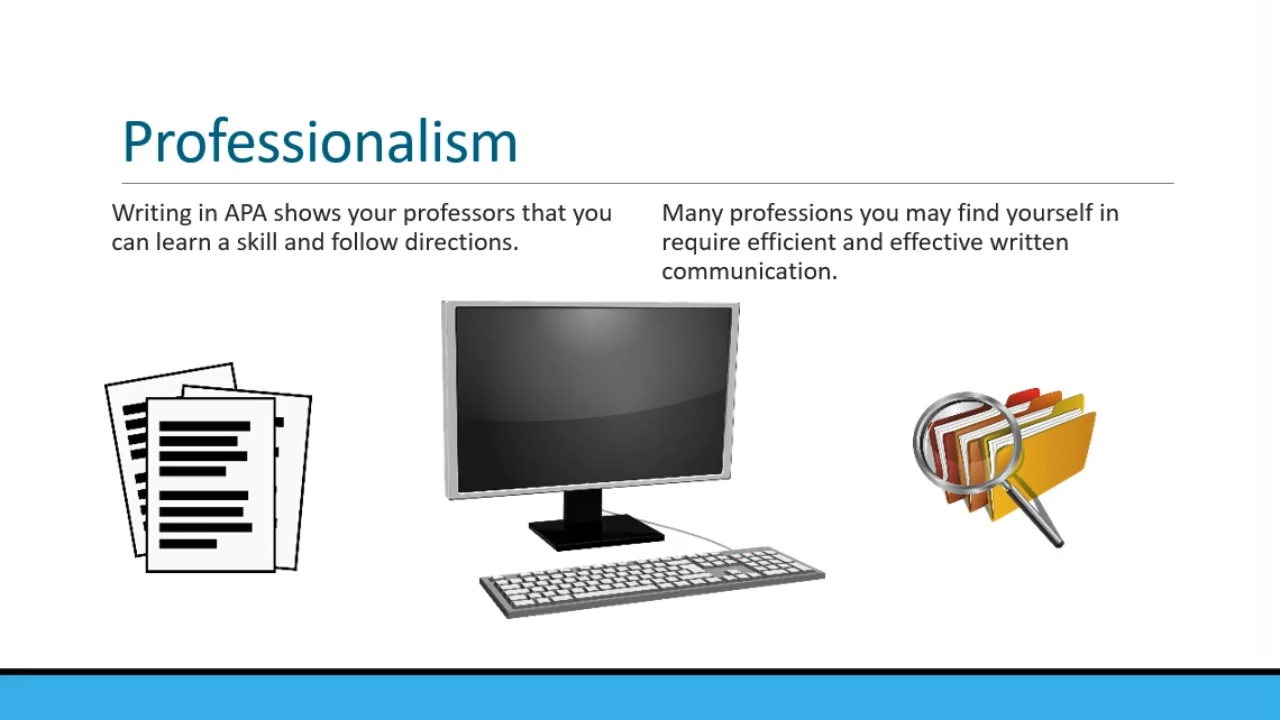 Professionalism
Writing in APA shows your professors that you
can learn a skill and follow directions.
Many professions you may find yourself in
require efficient and effective written
communication.